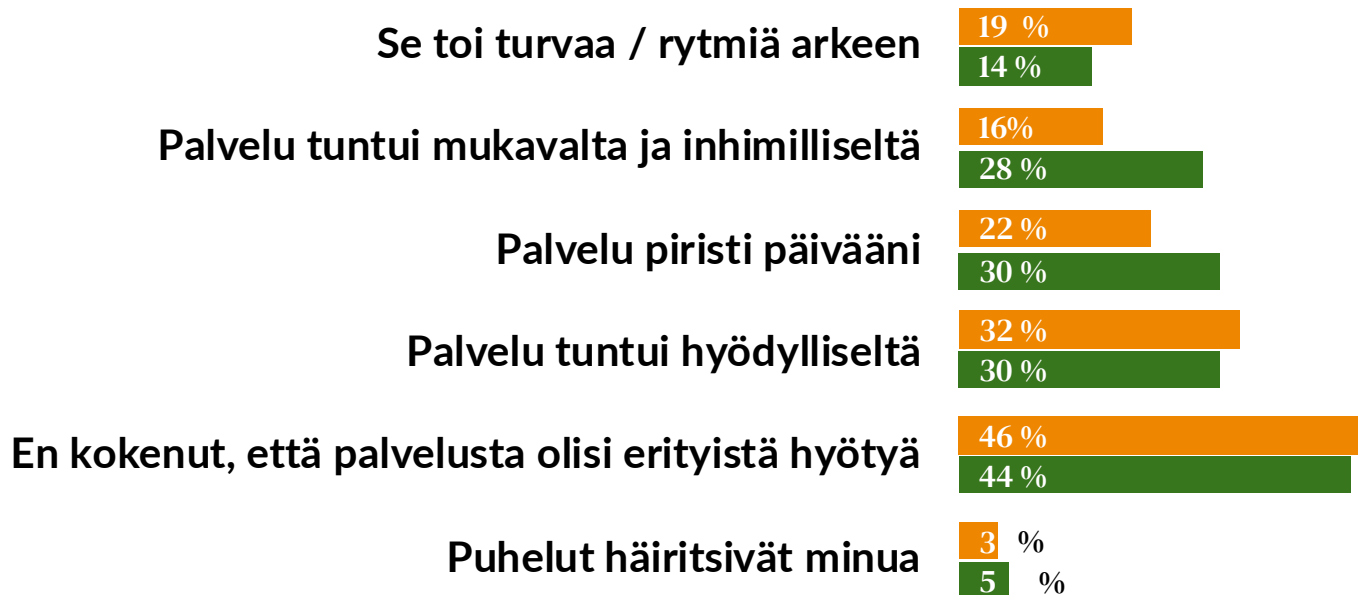 Se toi turvaa / rytmiä arkeen
19 %
14 %
Palvelu tuntui mukavalta ja inhimilliseltä
16%
28 %
Palvelu piristi päivääni
22 %
30 %
Palvelu tuntui hyödylliseltä
32 %
30 %
En kokenut, että palvelusta olisi erityistä hyötyä
46 %
44 %
Puhelut häiritsivät minua
3 %
5 %